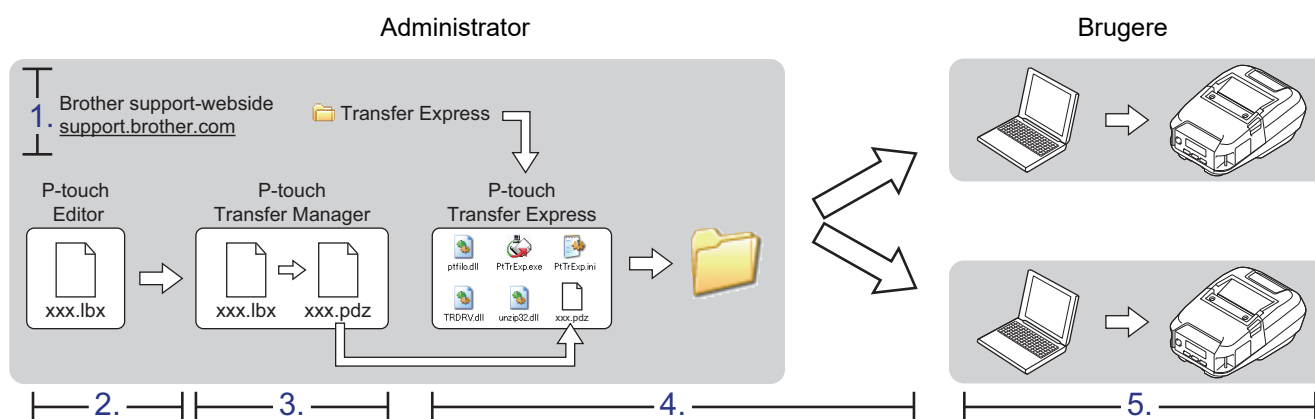 Administrator
Brugere
1.
Brother support-webside
support.brother.com
Transfer Express
P-touch
Editor
xxx.lbx
P-touch
Transfer Manager
xxx.lbx
xxx.pdz
P-touch
Transfer Express
ptfilo.dll
PtTrExp.exe
PtTrExp.ini
TRDRV.dll
unzip32.dll
xxx.pdz
2.
3.
4.
5.